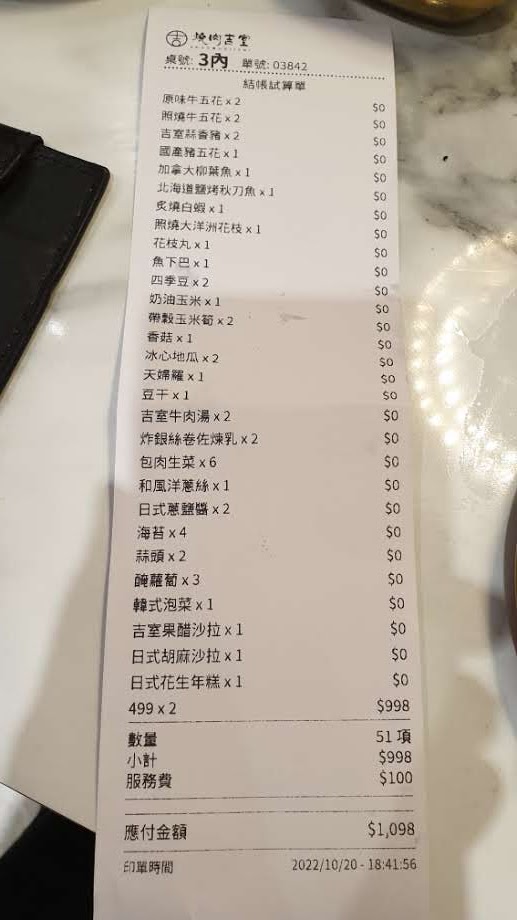 吉 燒肉吉室
桌號: 3內 單號: 03842
結帳試算單
原味牛五花 x 2 $0
照燒牛五花 x 2 $0
吉室蒜香豬 x 2 $0
國產豬五花 x 1 $0
加拿大柳葉魚 x 1 $0
北海道鹽烤秋刀魚 x 1 $0
炙燒白蝦 x 1 $0
照燒大洋洲花枝 x 1 $0
花枝丸 x 1 $0
魚下巴 x 1 $0
四季豆 x 2 $0
奶油玉米 x 1 $0
帶穀玉米筍 x 2 $0
香菇 x 1 $0
冰心地瓜 x 2 $0
天婦羅 x 1 $0
豆干 x 1 $0
吉室牛肉湯 x 2 $0
炸銀絲卷佐煉乳 x 2 $0
包肉生菜 x 6 $0
和風洋蔥絲 x 1 $0
日式蔥鹽醬 x 2 $0
海苔 x 4 $0
蒜頭 x 2 $0
醃蘿蔔 x 3 $0
韓式泡菜 x 1 $0
吉室果醋沙拉 x 1 $0
日式胡麻沙拉 x 1 $0
日式花生年糕 x 1 $0
499 x 2 $998
數量 51 項
小計 $998
服務費 $100
應付金額 $1,098
印單時間 2022/10/20 - 18:41:56